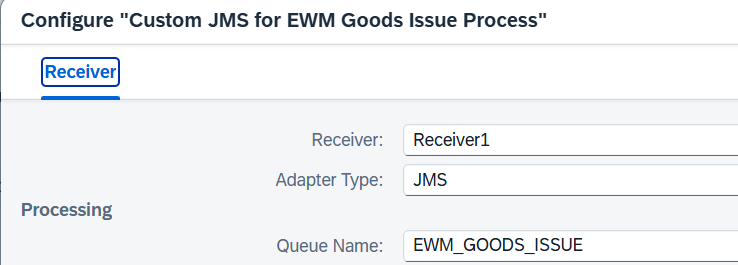 Configure "Custom JMS for EWM Goods Issue Process"
Receiver
Receiver: Receiver1
Adapter Type: JMS
Processing
Queue Name: EWM_GOODS_ISSUE